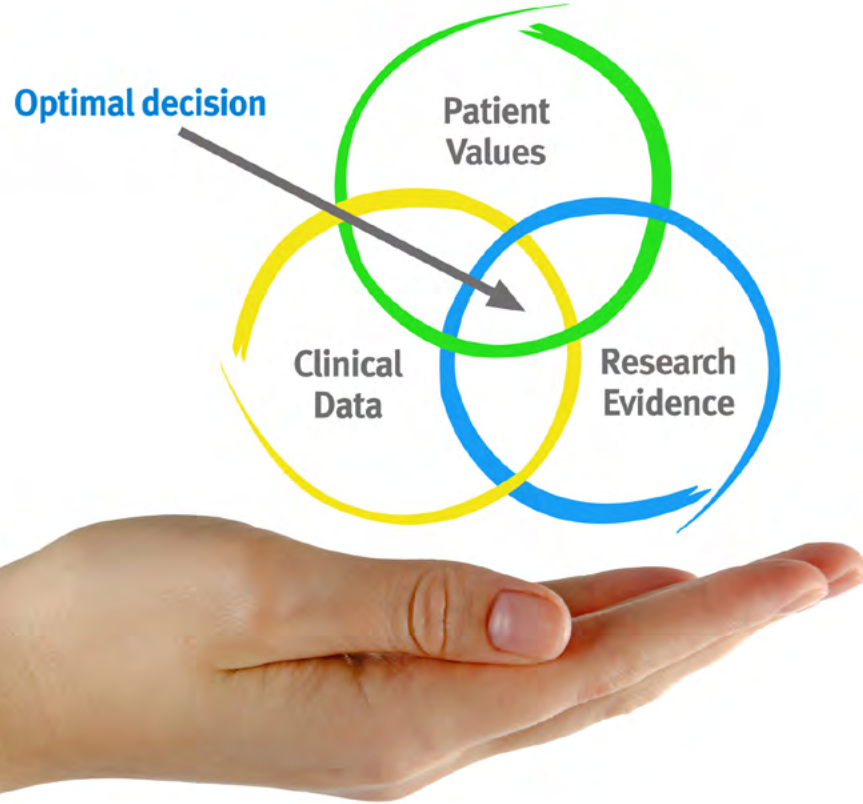 Optimal decision
Patient
Values
Clinical
Data
Research
Evidence